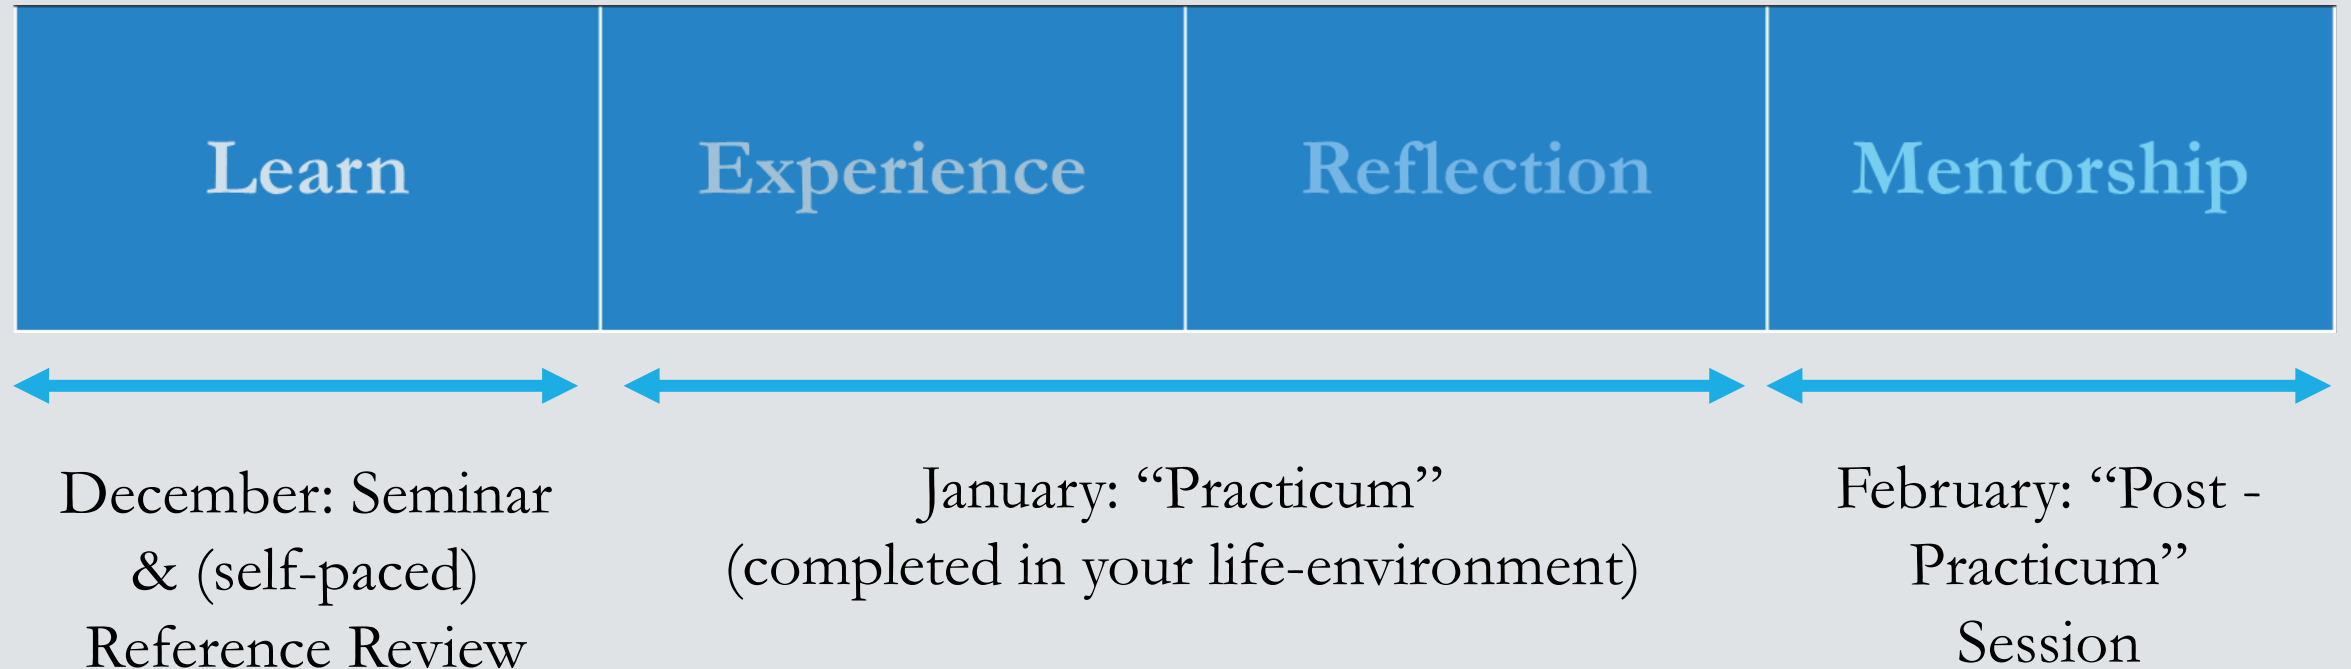 Learn
Experience
Reflection
Mentorship
December: Seminar
& (self-paced)
Reference Review
January: “Practicum”
(completed in your life-environment)
February: “Post -
Practicum”
Session